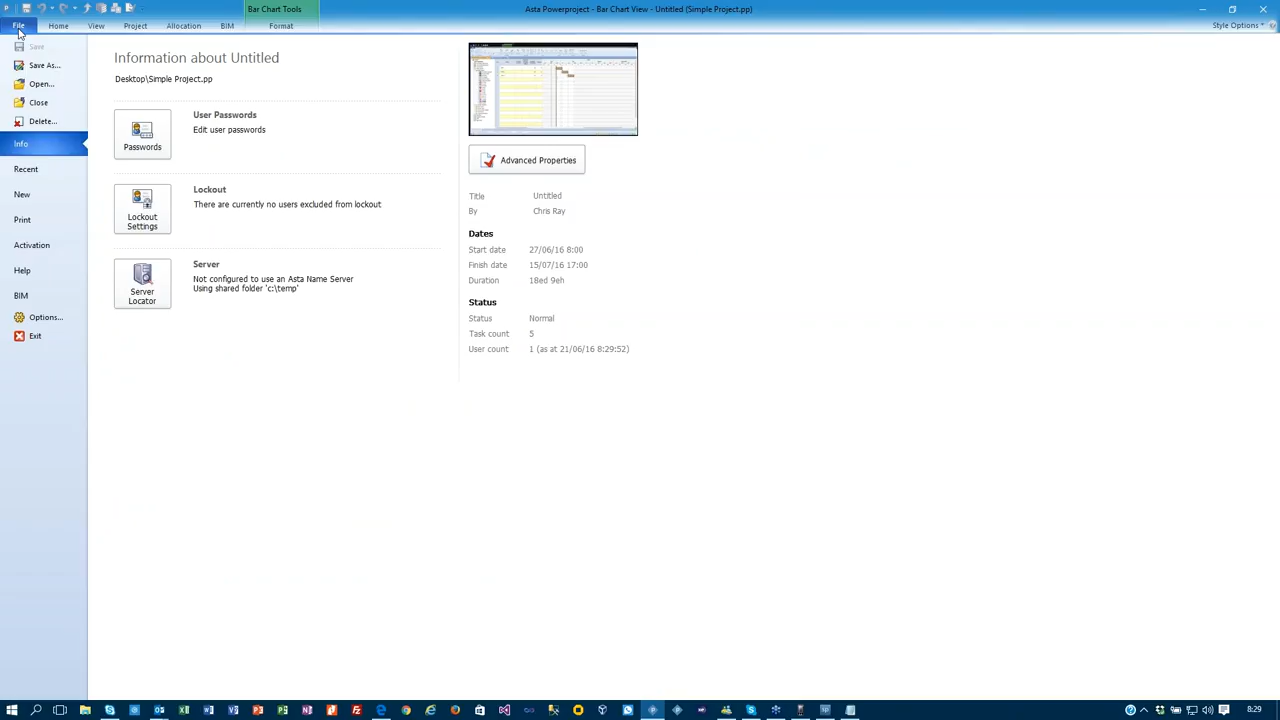 Bar Chart Tools
Asta Powerproject - Bar Chart View - Untitled (Simple Project.pp)
File
Home
View
Project
Allocation
BIM
Format
Style Options
Save
Save As...
Open...
Close
Delete...
Info
Recent
New
Print
Activation
Help
BIM
Options...
Exit
Information about Untitled
Desktop\Simple Project.pp
Passwords
User Passwords
Edit user passwords
Lockout
Settings
Lockout
There are currently no users excluded from lockout
Server
Locator
Server
Not configured to use an Asta Name Server
Using shared folder 'c:\temp'
Advanced Properties
Title Untitled
By Chris Ray
Dates
Start date 27/06/16 8:00
Finish date 15/07/16 17:00
Duration 18ed 9eh
Status
Status Normal
Task count 5
User count 1 (as at 21/06/16 8:29:52)
8:29